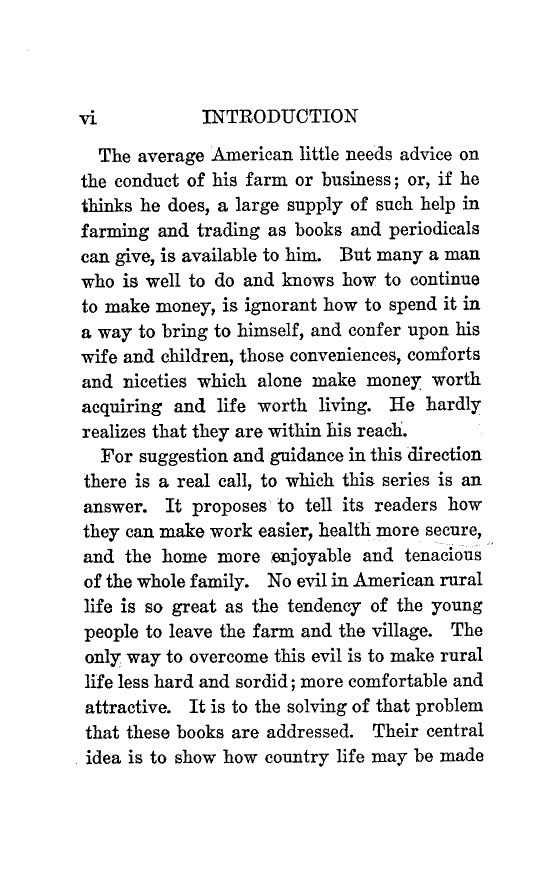 vi INTRODUCTION
The average American little needs advice on
the conduct of his farm or business; or, if he
thinks he does, a large supply of such help in
farming and trading as books and periodicals
can give, is available to him. But many a man
who is well to do and knows how to continue
to make money, is ignorant how to spend it in
a way to bring to himself, and confer upon his
wife and children, those conveniences, comforts
and niceties which alone make money worth
acquiring and life worth living. He hardly
realizes that they are within his reach.
For suggestion and guidance in this direction
there is a real call, to which this series is an
answer. It proposes to tell its readers how
they can make work easier, health more secure,
and the home more enjoyable and tenacious
of the whole family. No evil in American rural
life is so great as the tendency of the young
people to leave the farm and the village. The
only way to overcome this evil is to make rural
life less hard and sordid; more comfortable and
attractive. It is to the solving of that problem
that these books are addressed. Their central
idea is to show how country life may be made